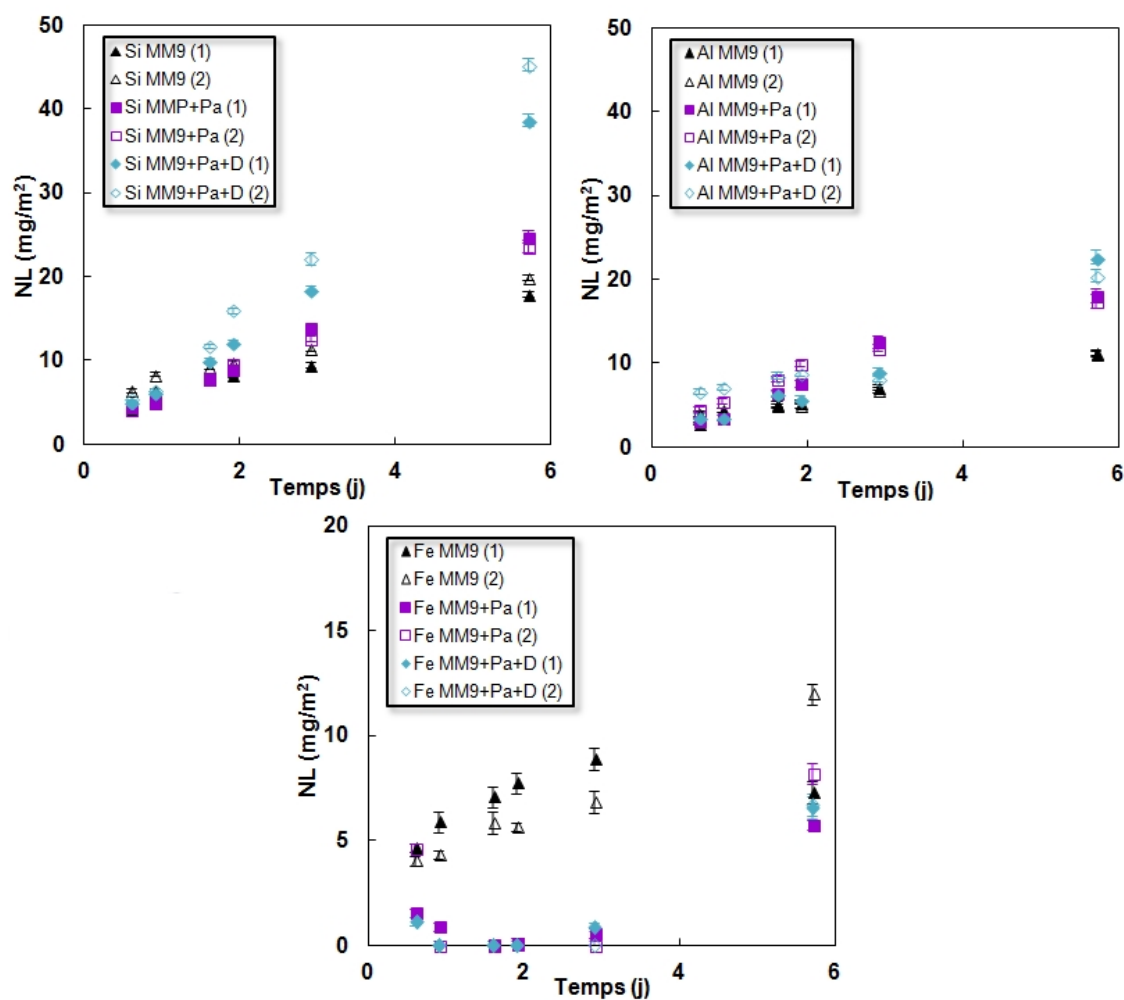 50
40
30
20
10
0
NL (mg/m²)
Si MM9 (1)
Si MM9 (2)
Si MMP+Pa (1)
Si MM9+Pa (2)
Si MM9+Pa+D (1)
Si MM9+Pa+D (2)
0 2 4 6
Temps (j)
50
40
30
20
10
0
NL (mg/m²)
Al MM9 (1)
Al MM9 (2)
Al MM9+Pa (1)
Al MM9+Pa (2)
Al MM9+Pa+D (1)
Al MM9+Pa+D (2)
0 2 4 6
Temps (j)
20
15
10
5
0
NL (mg/m²)
Fe MM9 (1)
Fe MM9 (2)
Fe MM9+Pa (1)
Fe MM9+Pa (2)
Fe MM9+Pa+D (1)
Fe MM9+Pa+D (2)
0 2 4 6
Temps (j)